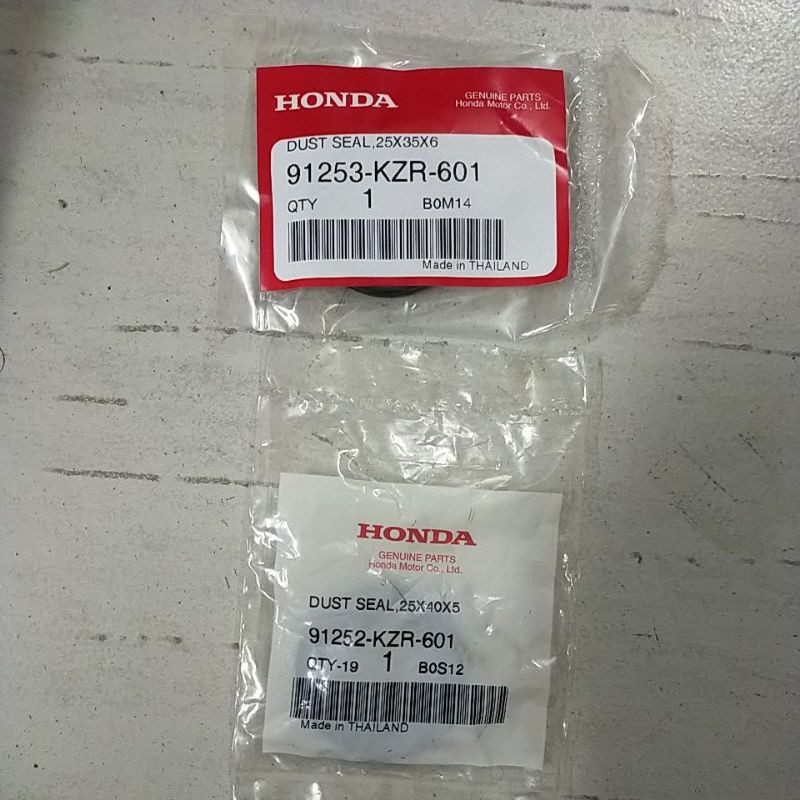 HONDA
GENUINE PARTS
Honda Motor Co., Ltd.
DUST SEAL,25X35X6
91253-KZR-601
QTY 1 B0M14
Made in THAILAND
HONDA
GENUINE PARTS
Honda Motor Co., Ltd.
DUST SEAL,25X40X5
91252-KZR-601
QTY-19 1 B0S12
Made in THAILAND